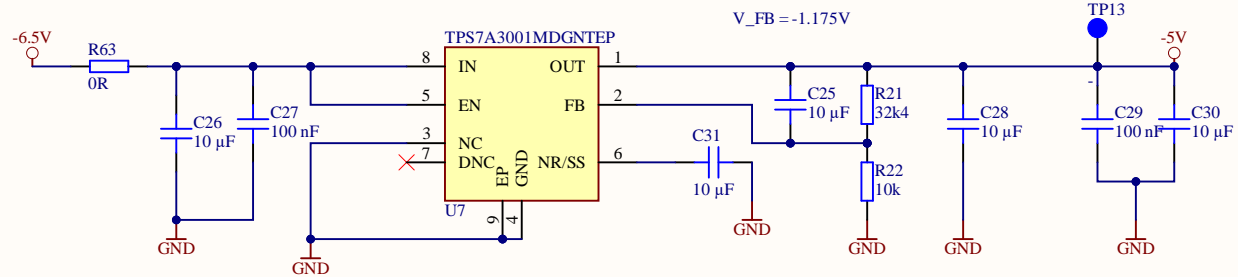 V_FB = -1.175V
TP13
-6.5V
R63
0R
TPS7A3001MDGNTEP
-5V
8
IN
OUT
1
5
EN
FB
2
3
NC
7
DNC
NR/SS
6
EP
GND
9
4
U7
C26
10 µF
C27
100 nF
C25
10 µF
R21
32k4
C31
10 µF
R22
10k
C28
10 µF
-
C29
100 nF
C30
10 µF
GND
GND
GND
GND
GND
GND